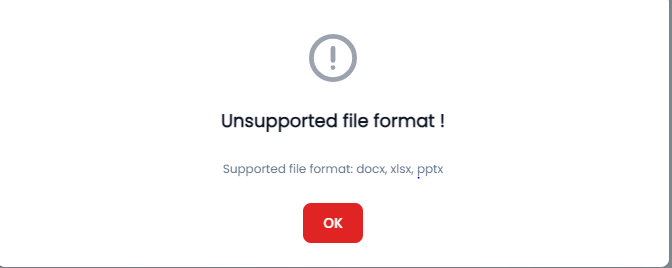 Unsupported file format !
Supported file format: docx, xlsx, pptx
OK